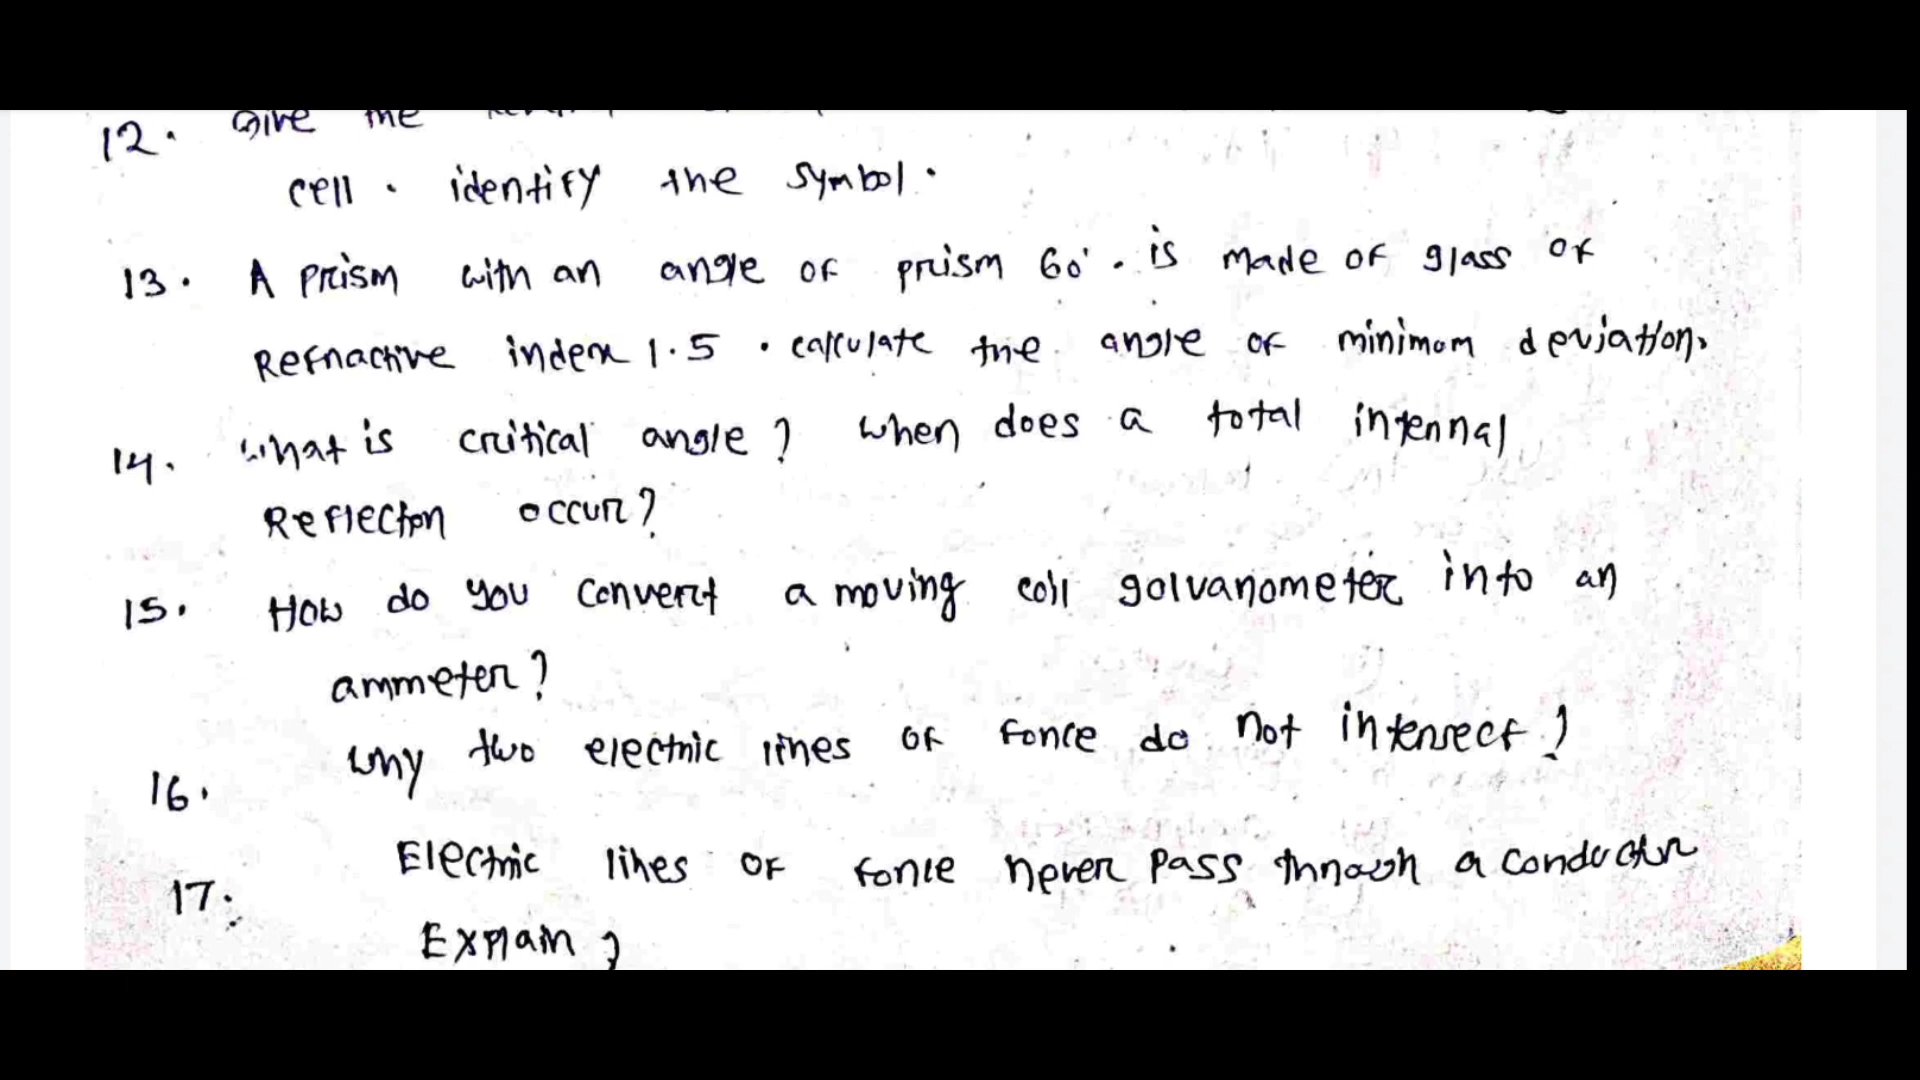 12. Give me
cell. identify the symbol.
13. A prism with an angle of prism 60°. is made of glass of
Refractive index 1.5. calculate the angle of minimum deviation.
14. What is critical angle? when does a total internal
Reflection occur?
15. How do you convert a moving coil galvanometer into an
ammeter?
16. why two electric lines of force do not intersect?
17. Electric lines of force never pass through a conductor
Explain?